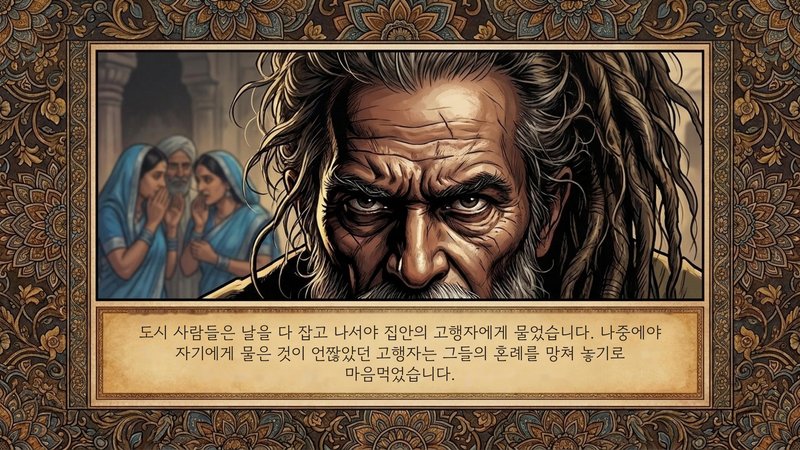 도시 사람들은 날을 다 잡고 나서야 집안의 고행자에게 물었습니다. 나중에야
자기에게 물은 것이 언짢았던 고행자는 그들의 혼례를 망쳐 놓기로
마음먹었습니다.